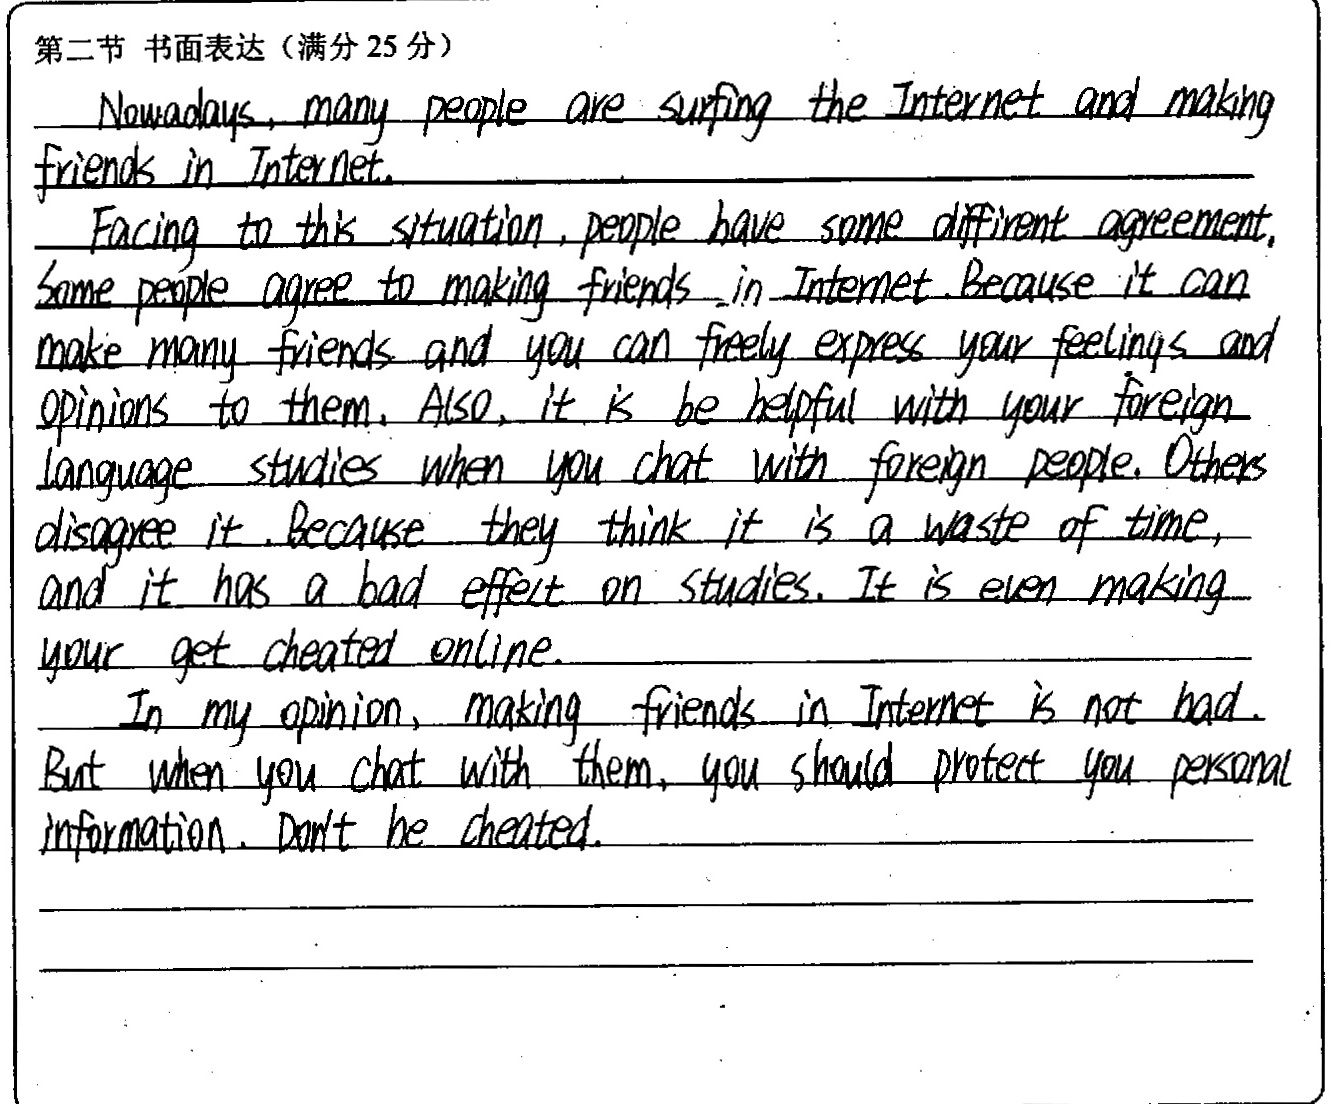 第二节 书面表达（满分 25 分）
Nowadays, many people are surfing the Internet and making
friends in Internet.
Facing to this situation, people have some diffirent agreement.
Some people agree to making friends in Internet. Because it can
make many friends and you can freely express your feelings and
opinions to them. Also, it is be helpful with your foreign
language studies when you chat with foreign people. Others
disagree it. Because they think it is a waste of time,
and it has a bad effect on studies. It is even making
your get cheated online.
In my opinion, making friends in Internet is not bad.
But when you chat with them, you should protect you personal
information. Don't be cheated.